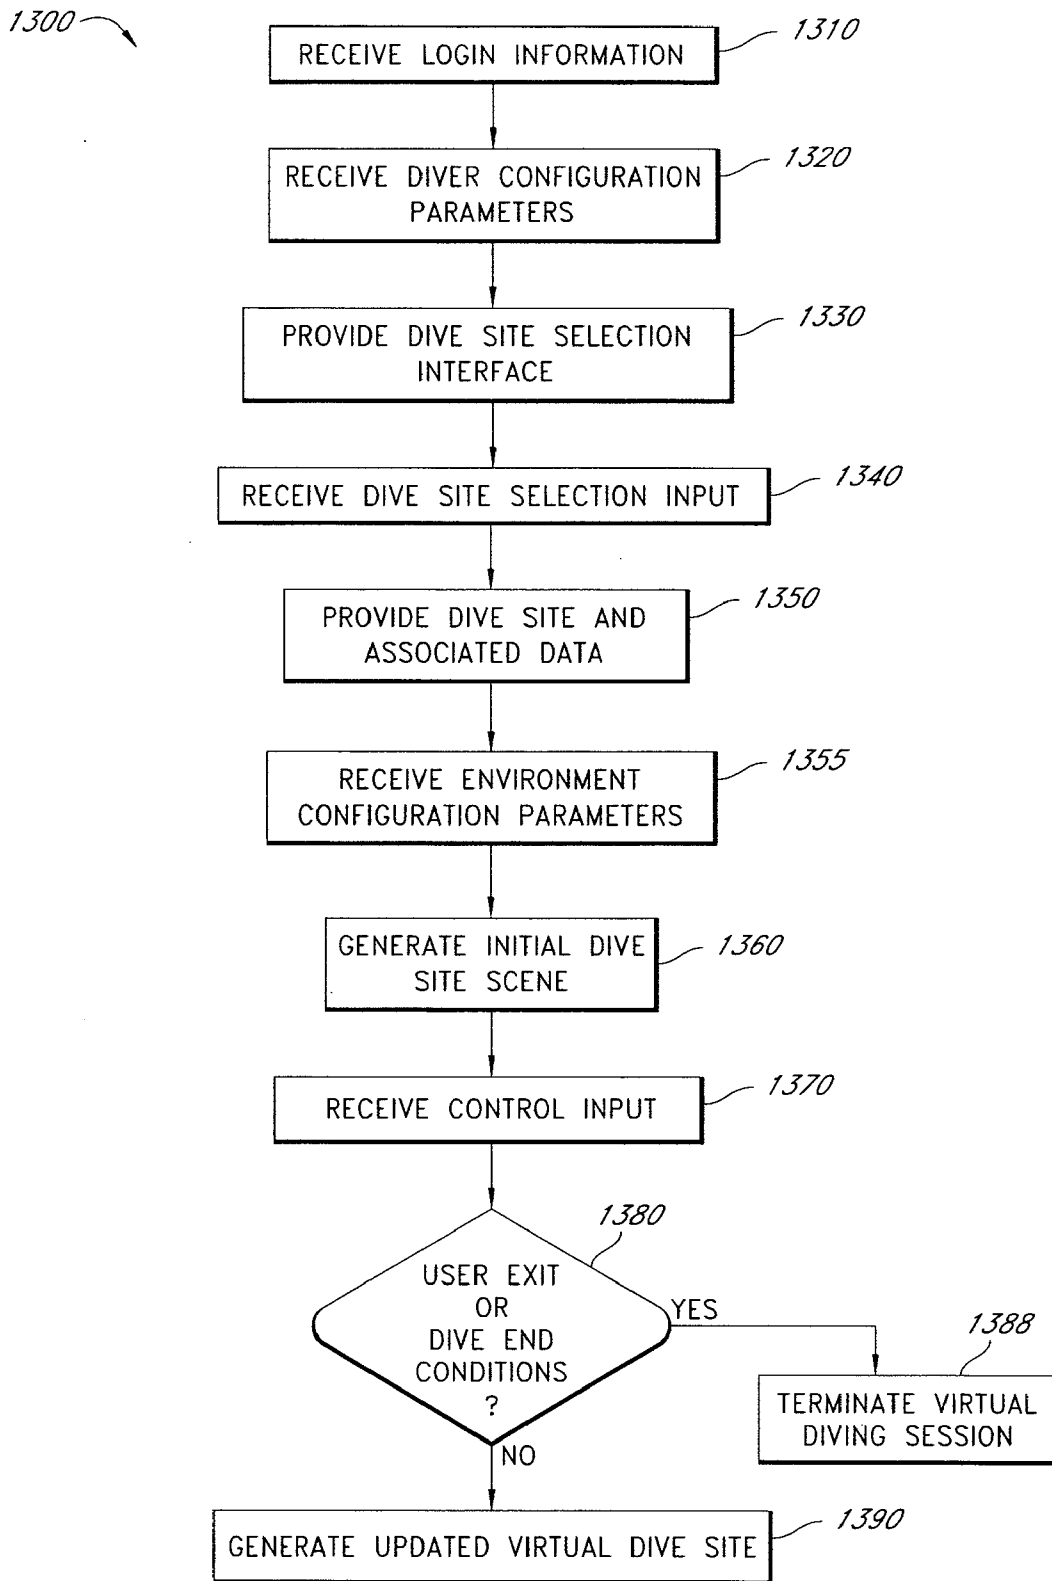 1300
RECEIVE LOGIN INFORMATION
1310
RECEIVE DIVER CONFIGURATION
PARAMETERS
1320
PROVIDE DIVE SITE SELECTION
INTERFACE
1330
RECEIVE DIVE SITE SELECTION INPUT
1340
PROVIDE DIVE SITE AND
ASSOCIATED DATA
1350
RECEIVE ENVIRONMENT
CONFIGURATION PARAMETERS
1355
GENERATE INITIAL DIVE
SITE SCENE
1360
RECEIVE CONTROL INPUT
1370
1380
USER EXIT
OR
DIVE END
CONDITIONS
?
YES
1388
TERMINATE VIRTUAL
DIVING SESSION
NO
GENERATE UPDATED VIRTUAL DIVE SITE
1390